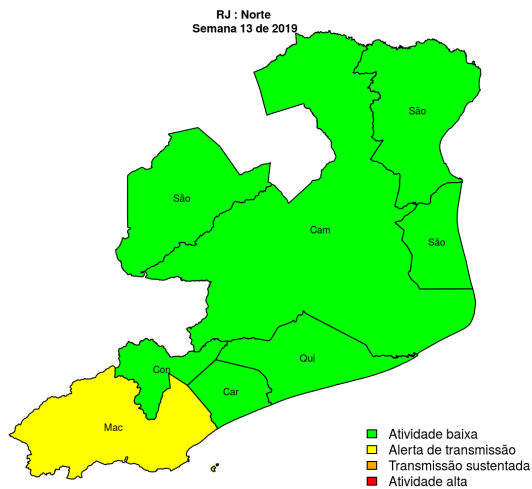 RJ : Norte
Semana 13 de 2019
São
São
Cam
São
Qui
Con
Car
Mac
Atividade baixa
Alerta de transmissão
Transmissão sustentada
Atividade alta